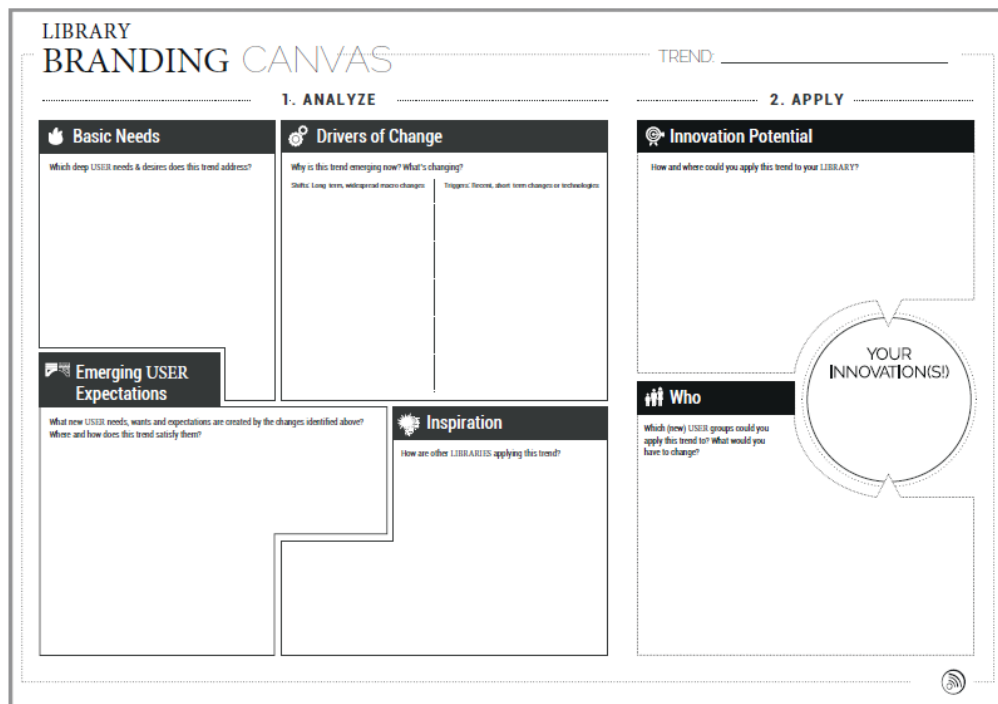 LIBRARY
BRANDING CANVAS
TREND:
1. ANALYZE
2. APPLY
Basic Needs
Which deep USER needs & desires does this trend address?
Drivers of Change
Why is this trend emerging now? What's changing?
Shifts: Long term, widespread macro changes
Triggers: Recent, short term changes or technologies
Innovation Potential
How and where could you apply this trend to your LIBRARY?
Emerging USER
Expectations
What new USER needs, wants and expectations are created by the changes identified above?
Where and how does this trend satisfy them?
Inspiration
How are other LIBRARIES applying this trend?
YOUR
INNOVATION(S!)
Who
Which (new) USER groups could you
apply this trend to? What would you
have to change?